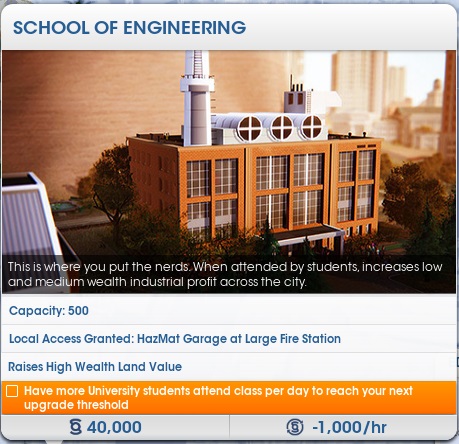 SCHOOL OF ENGINEERING
This is where you put the nerds. When attended by students, increases low
and medium wealth industrial profit across the city.
Capacity: 500
Local Access Granted: HazMat Garage at Large Fire Station
Raises High Wealth Land Value
Have more University students attend class per day to reach your next
upgrade threshold
40,000
-1,000/hr